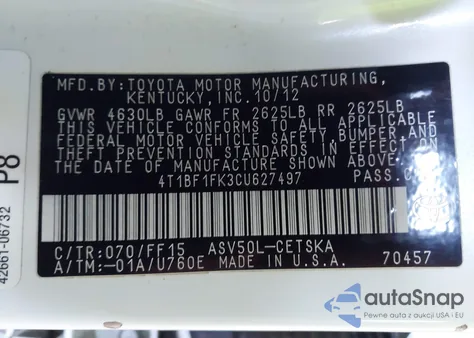 MFD.BY: TOYOTA MOTOR MANUFACTURING,
KENTUCKY, INC. 10/12
GVWR 4630LB GAWR FR 2625LB RR 2625LB
THIS VEHICLE CONFORMS TO ALL APPLICABLE
FEDERAL MOTOR VEHICLE SAFETY, BUMPER, AND
THEFT PREVENTION STANDARDS IN EFFECT ON
THE DATE OF MANUFACTURE SHOWN ABOVE.
4T1BF1FK3CU627497 PASS. C
C/TR: 070/FF15 ASV50L-CETSKA
A/TM:-01A/U760E MADE IN U.S.A. 70457
42661-06732
P8
autoSnap
Pewne auta z aukcji USA i EU